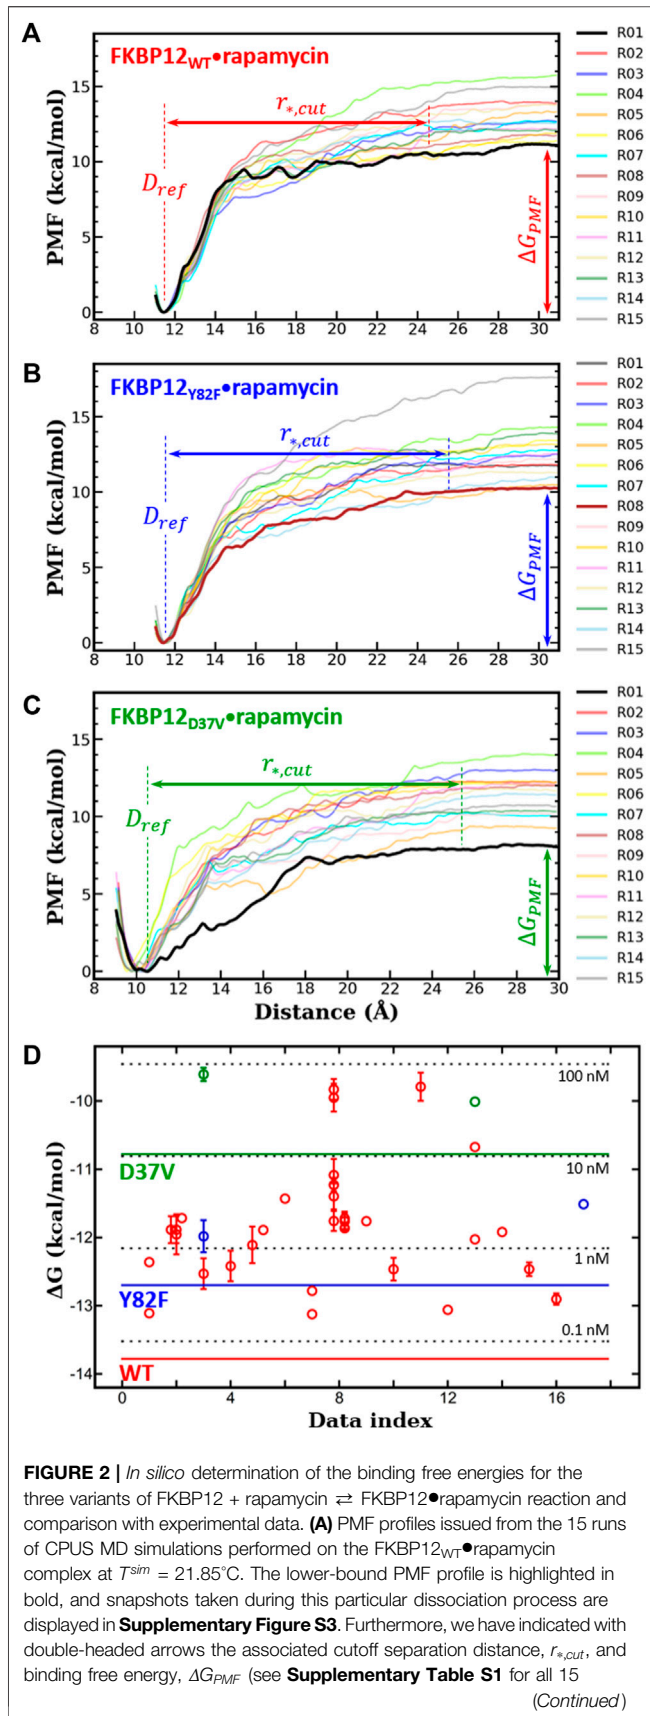 A
FKBP12WT●rapamycin
r*,cut
Dref
ΔGPMF
PMF (kcal/mol)
15
10
5
0
8 10 12 14 16 18 20 22 24 26 28 30
R01
R02
R03
R04
R05
R06
R07
R08
R09
R10
R11
R12
R13
R14
R15
B
FKBP12Y82F●rapamycin
r*,cut
Dref
ΔGPMF
PMF (kcal/mol)
15
10
5
0
8 10 12 14 16 18 20 22 24 26 28 30
R01
R02
R03
R04
R05
R06
R07
R08
R09
R10
R11
R12
R13
R14
R15
C
FKBP12D37V●rapamycin
r*,cut
Dref
ΔGPMF
PMF (kcal/mol)
15
10
5
0
8 10 12 14 16 18 20 22 24 26 28 30
Distance (Å)
R01
R02
R03
R04
R05
R06
R07
R08
R09
R10
R11
R12
R13
R14
R15
D
ΔG (kcal/mol)
-10
-11
-12
-13
-14
100 nM
10 nM
1 nM
0.1 nM
D37V
Y82F
WT
0 4 8 12 16
Data index
FIGURE 2 | In silico determination of the binding free energies for the
three variants of FKBP12 + rapamycin ⇄ FKBP12●rapamycin reaction and
comparison with experimental data. (A) PMF profiles issued from the 15 runs
of CPUS MD simulations performed on the FKBP12WT●rapamycin
complex at Tsim = 21.85°C. The lower-bound PMF profile is highlighted in
bold, and snapshots taken during this particular dissociation process are
displayed in Supplementary Figure S3. Furthermore, we have indicated with
double-headed arrows the associated cutoff separation distance, r*,cut, and
binding free energy, ΔGPMF (see Supplementary Table S1 for all 15
(Continued)